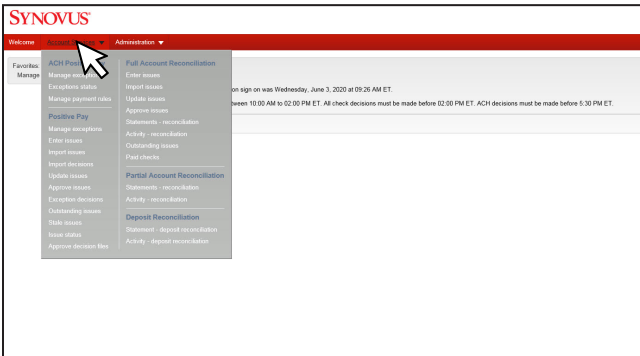 SYNOVUS®
Welcome Account Services ▼ Administration ▼
Favorites:
Manage
ACH Posi
Manage exception
Exceptions status
Manage payment rules
Positive Pay
Manage exceptions
Enter issues
Import issues
Import decisions
Update issues
Approve issues
Exception decisions
Outstanding issues
Stale issues
Issue status
Approve decision files
Full Account Reconciliation
Enter issues
Import issues
Update issues
Approve issues
Statements - reconciliation
Activity - reconciliation
Outstanding issues
Paid checks
Partial Account Reconciliation
Statements - reconciliation
Activity - reconciliation
Deposit Reconciliation
Statement - deposit reconciliation
Activity - deposit reconciliation
on sign on was Wednesday, June 3, 2020 at 09:26 AM ET.
tween 10:00 AM to 02:00 PM ET. All check decisions must be made before 02:00 PM ET. ACH decisions must be made before 5:30 PM ET.